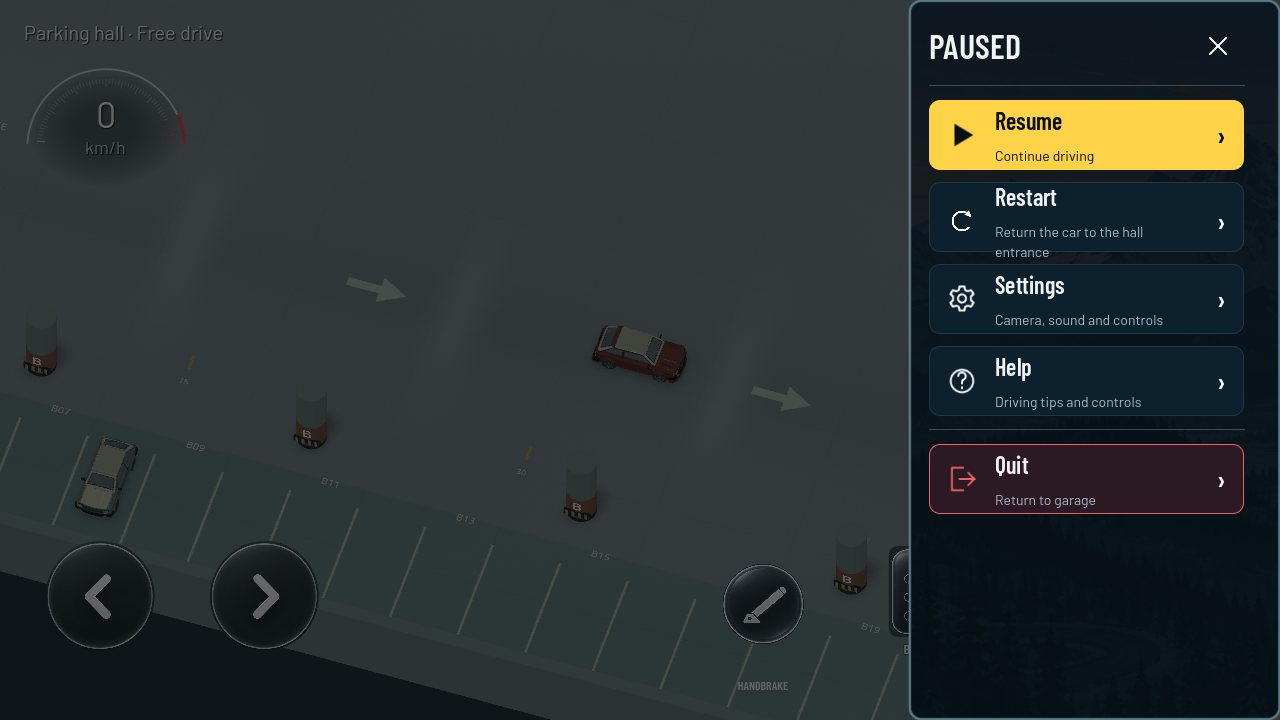 Parking hall · Free drive
0
km/h
B07
15
B09
B
B
B11
20
B13
B
B15
B
B19
HANDBRAKE
PAUSED
Resume
Continue driving
Restart
Return the car to the hall
entrance
Settings
Camera, sound and controls
Help
Driving tips and controls
Quit
Return to garage